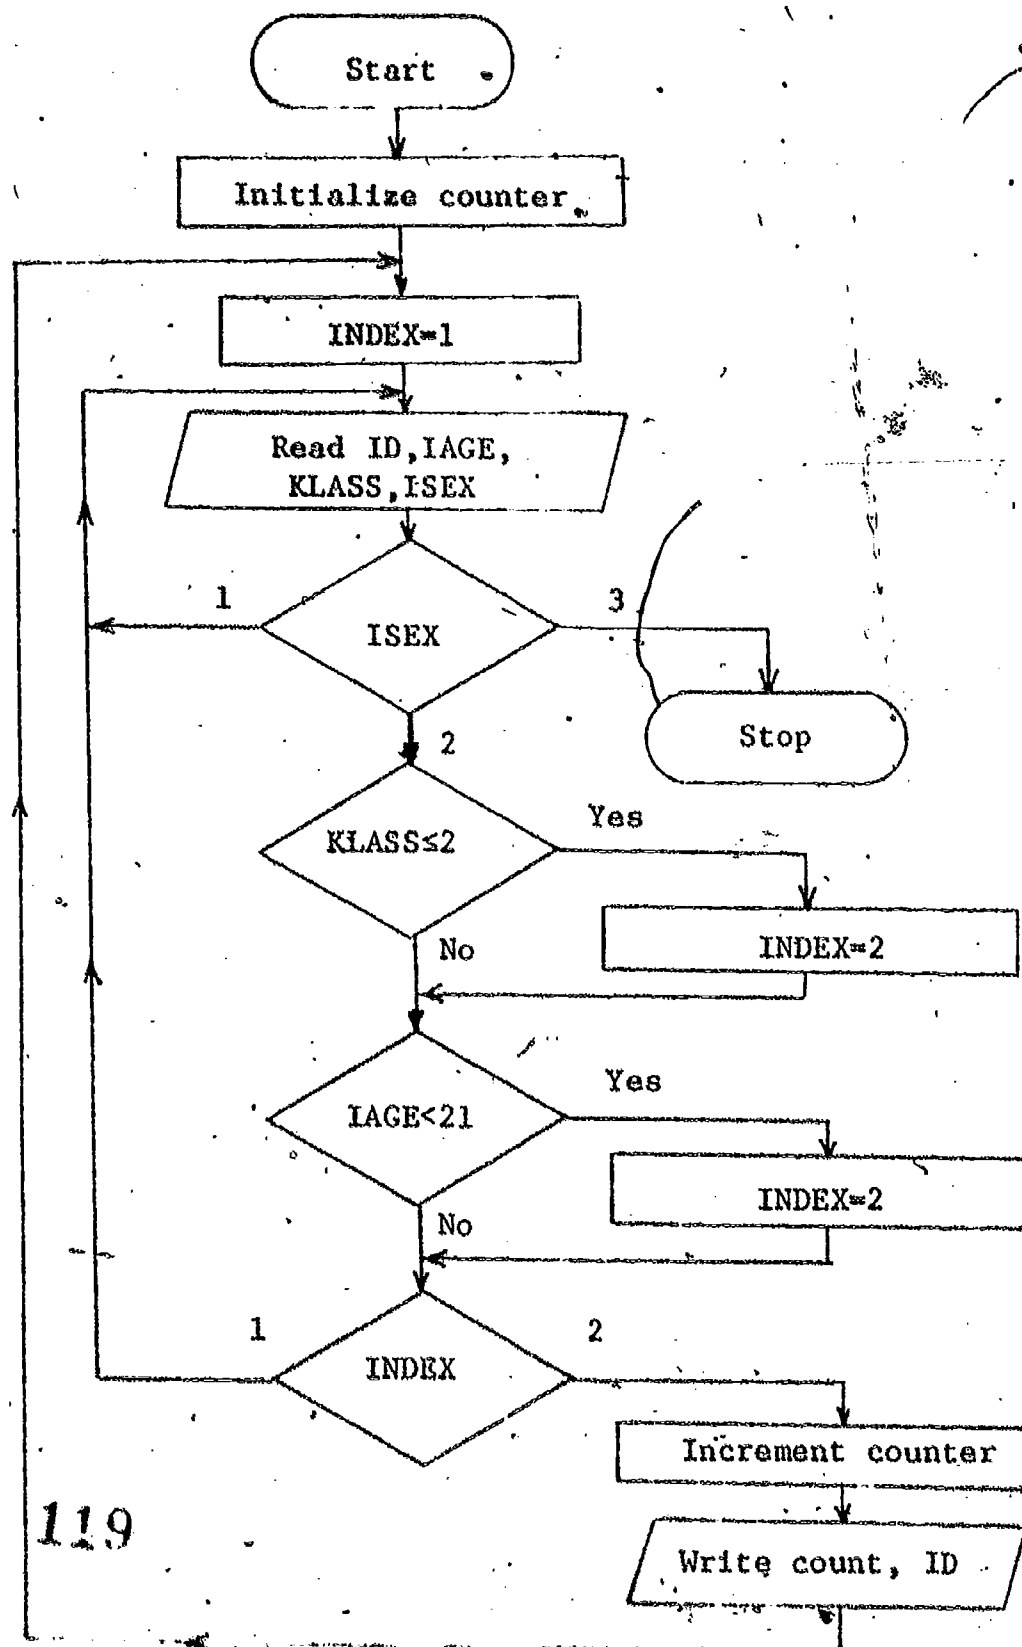 Start
Initialize counter
INDEX=1
Read ID,IAGE,
KLASS,ISEX
1
3
ISEX
Stop
2
Yes
KLASS≤2
No
INDEX=2
Yes
IAGE<21
No
INDEX=2
1
2
INDEX
Increment counter
119
Write count, ID